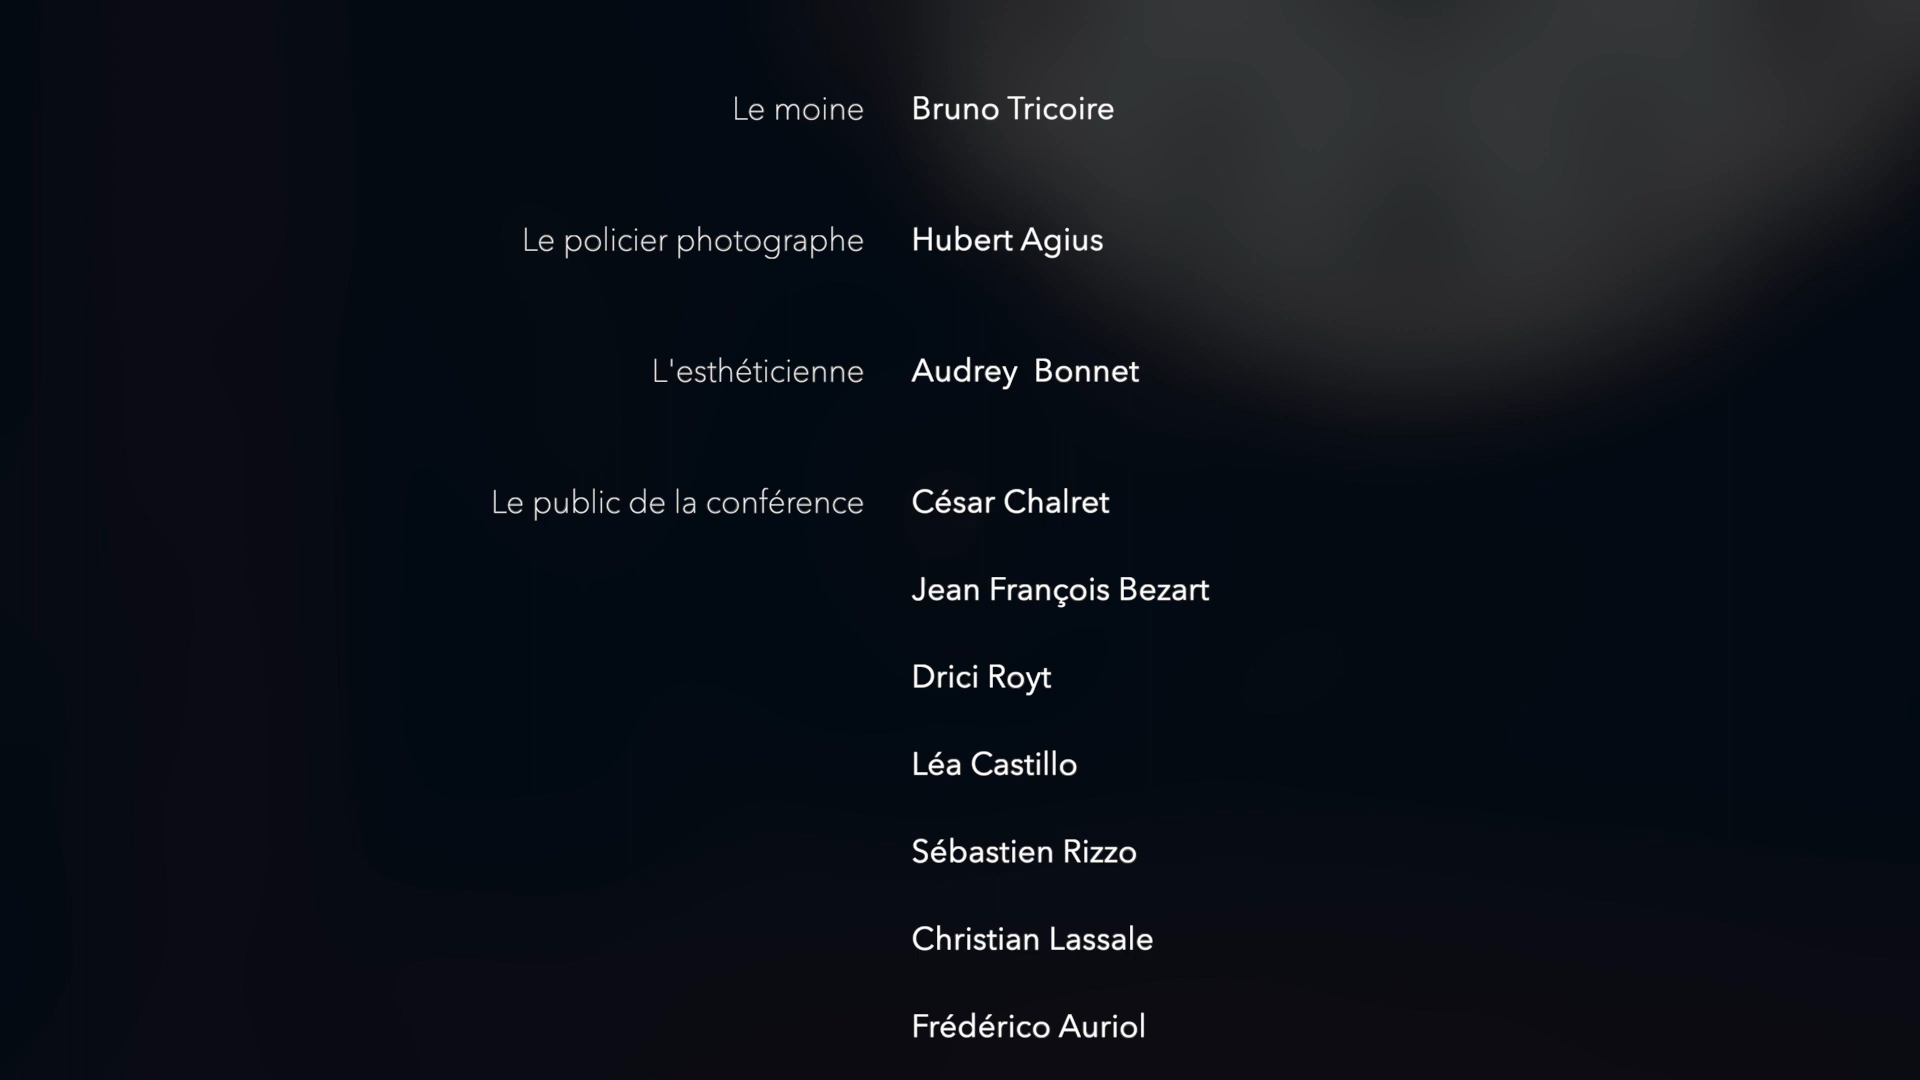 Le moine Bruno Tricoire
Le policier photographe Hubert Agius
L'esthéticienne Audrey  Bonnet
Le public de la conférence César Chalret
Jean François Bezart
Drici Royt
Léa Castillo
Sébastien Rizzo
Christian Lassale
Frédérico Auriol